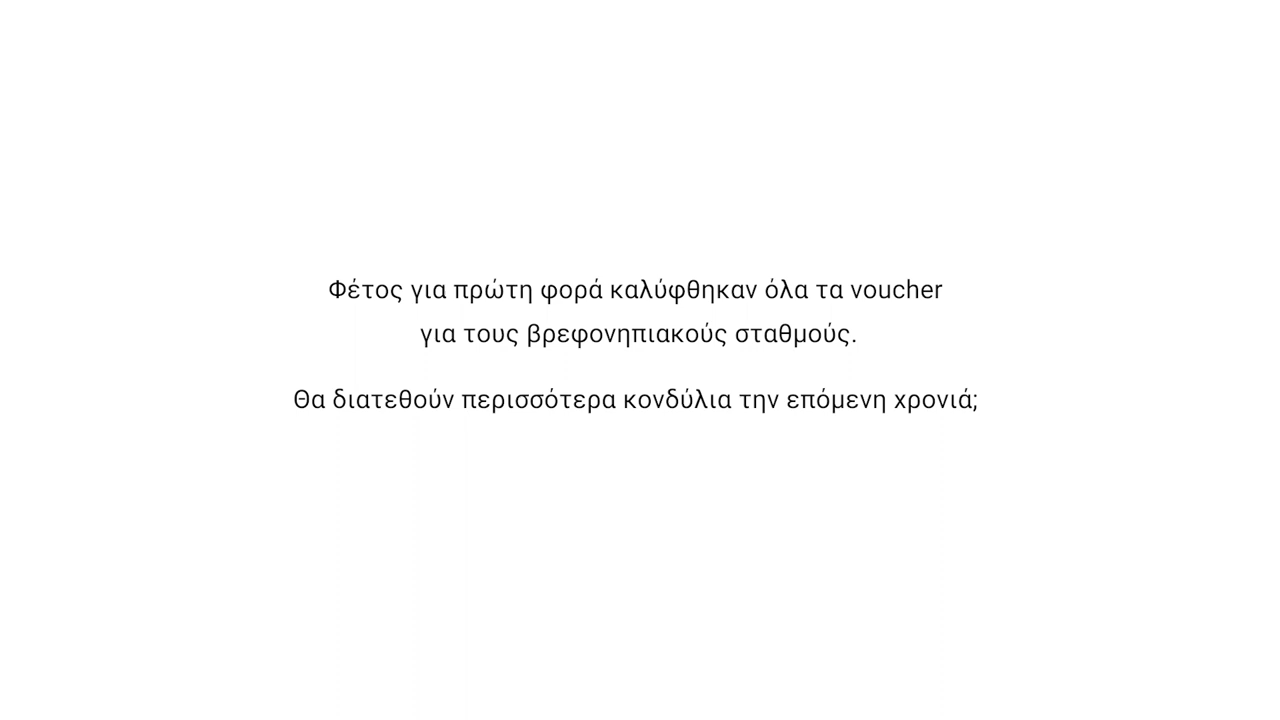 Φέτος για πρώτη φορά καλύφθηκαν όλα τα voucher
για τους βρεφονηπιακούς σταθμούς.
Θα διατεθούν περισσότερα κονδύλια την επόμενη χρονιά;